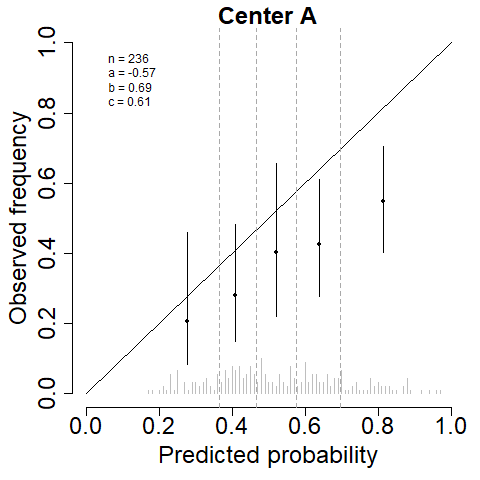 Center A
n = 236
a = -0.57
b = 0.69
c = 0.61
Observed frequency
1.0
0.8
0.6
0.4
0.2
0.0
0.0 0.2 0.4 0.6 0.8 1.0
Predicted probability